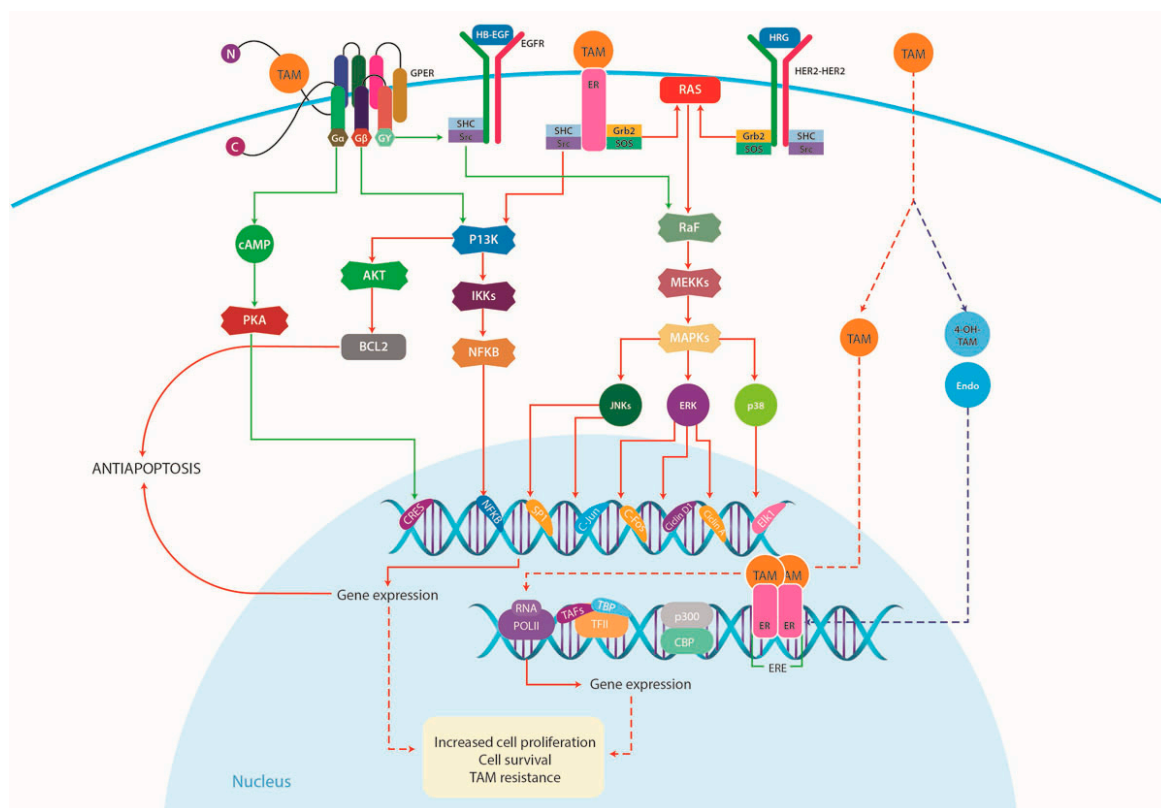 N
TAM
GPER
C
Gα
Gβ
GY
HB-EGF
EGFR
SHC
Src
TAM
ER
SHC
Src
Grb2
SOS
RAS
HRG
HER2-HER2
Grb2
SOS
SHC
Src
TAM
cAMP
PKA
P13K
AKT
BCL2
IKKs
NFKB
RaF
MEKKs
MAPKs
JNKs
ERK
p38
TAM
4-OH-
TAM
Endo
ANTIAPOPTOSIS
CRES
NFKB
SP1
C-Jun
C-Fos
Ciclin D1
Ciclin A
Elk1
Gene expression
RNA
POLII
TAFs
TBP
TFII
p300
CBP
TAM
AM
ER
ER
ERE
Gene expression
Increased cell proliferation
Cell survival
TAM resistance
Nucleus